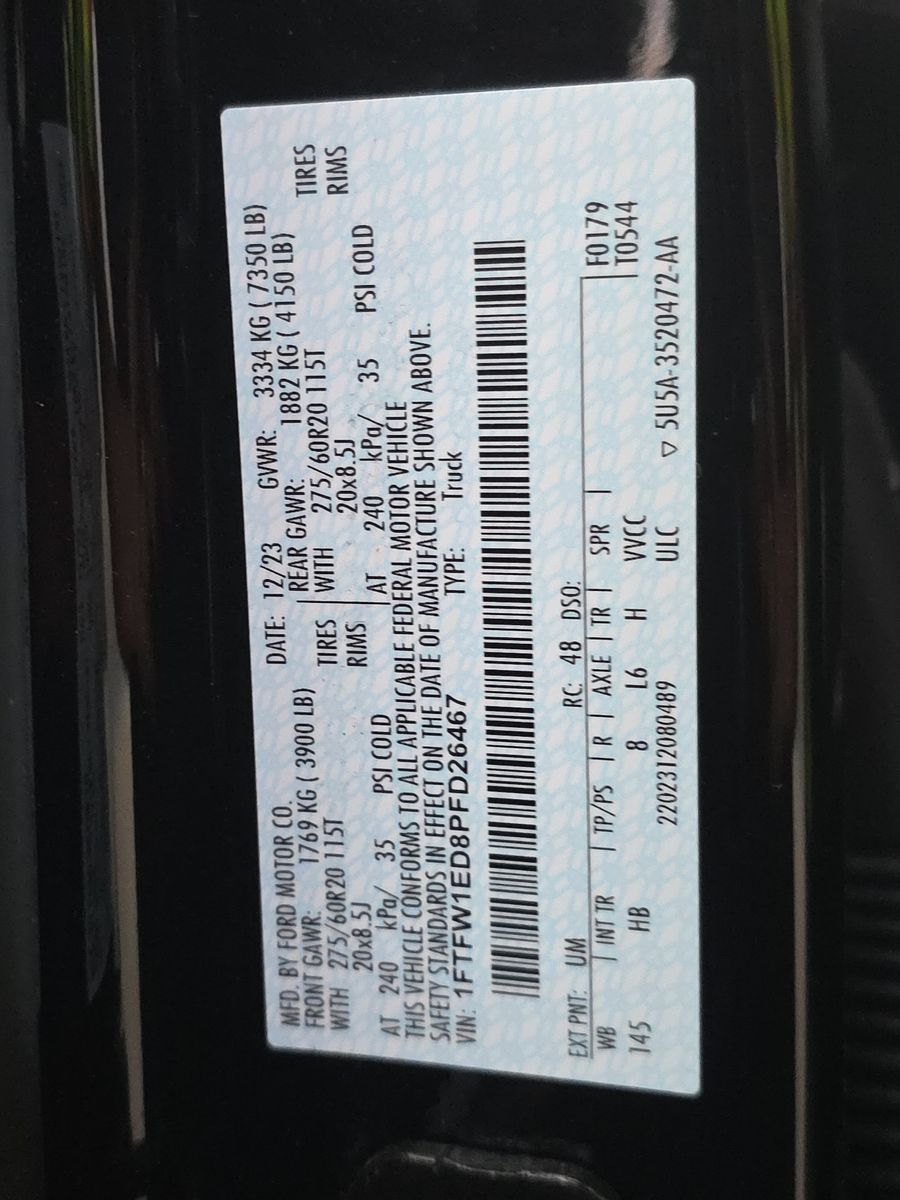 MFD. BY FORD MOTOR CO. DATE: 12/23 GVWR: 3334 KG ( 7350 LB)
FRONT GAWR: 1769 KG ( 3900 LB) REAR GAWR: 1882 KG ( 4150 LB)
WITH 275/60R20 115T TIRES WITH 275/60R20 115T TIRES
20x8.5J RIMS 20x8.5J RIMS
AT 240 kPa/ 35 PSI COLD AT 240 kPa/ 35 PSI COLD
THIS VEHICLE CONFORMS TO ALL APPLICABLE FEDERAL MOTOR VEHICLE
SAFETY STANDARDS IN EFFECT ON THE DATE OF MANUFACTURE SHOWN ABOVE.
VIN: 1FTFW1ED8PFD26467 TYPE: Truck
EXT PNT: UM RC: 48 DSO: F0179
WB INT TR TP/PS R AXLE TR SPR T0544
145 HB 8 L6 H VVCC
2202312080489 ULC ▽ 5U5A-3520472-AA